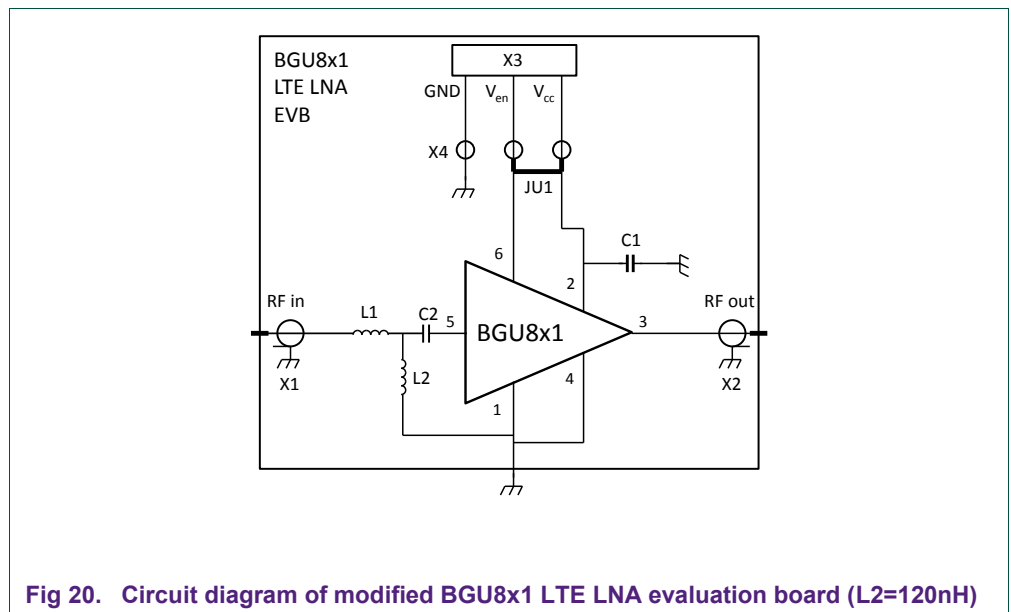 BGU8x1
LTE LNA
EVB
X3
GND
Ven
Vcc
X4
JU1
C1
6
2
RF in
L1
C2
5
BGU8x1
3
RF out
L2
4
X1
1
X2
Fig 20. Circuit diagram of modified BGU8x1 LTE LNA evaluation board (L2=120nH)